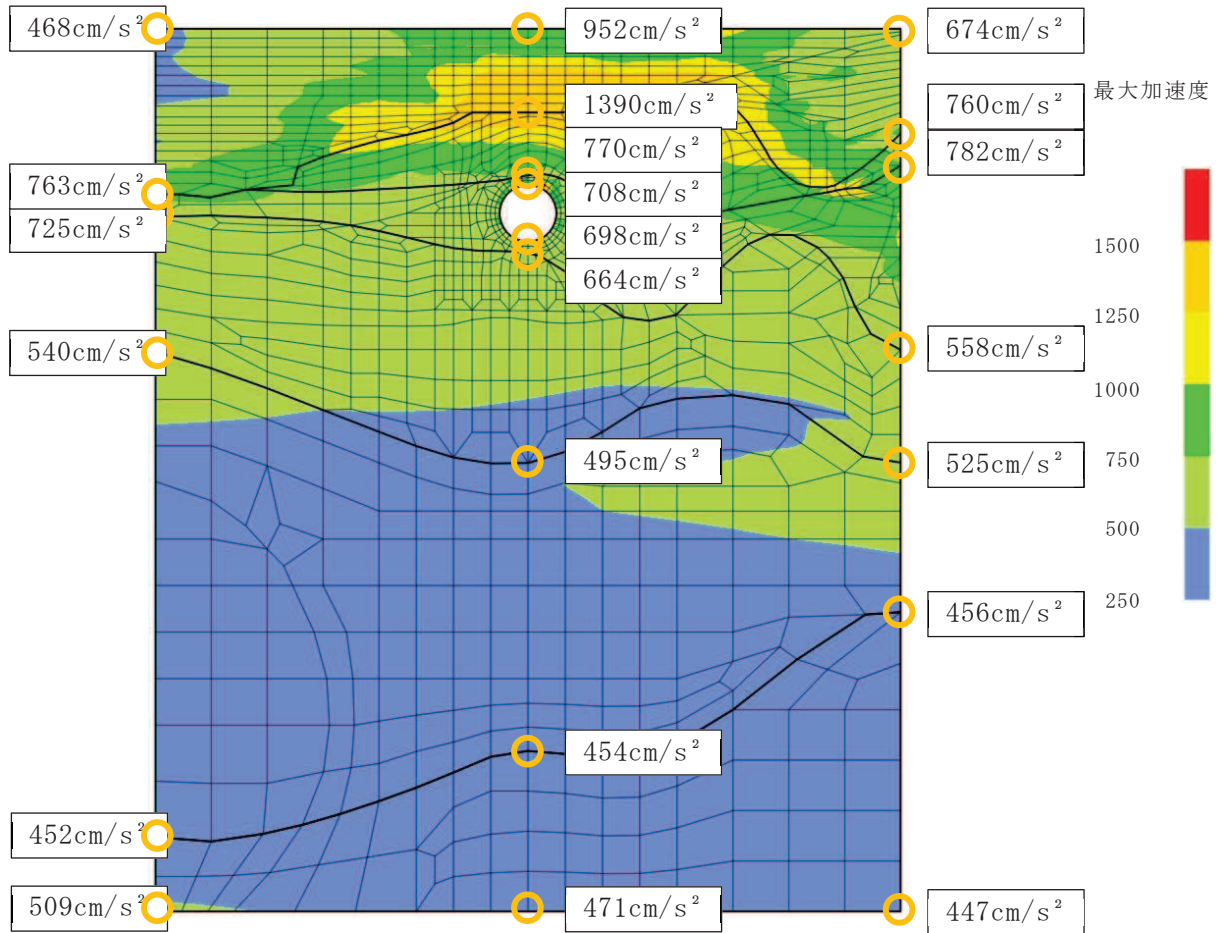 468cm/s²
952cm/s²
674cm/s²
1390cm/s²
760cm/s²
最大加速度
770cm/s²
782cm/s²
763cm/s²
708cm/s²
725cm/s²
698cm/s²
1500
664cm/s²
1250
540cm/s²
558cm/s²
1000
495cm/s²
525cm/s²
750
500
456cm/s²
250
454cm/s²
452cm/s²
509cm/s²
471cm/s²
447cm/s²